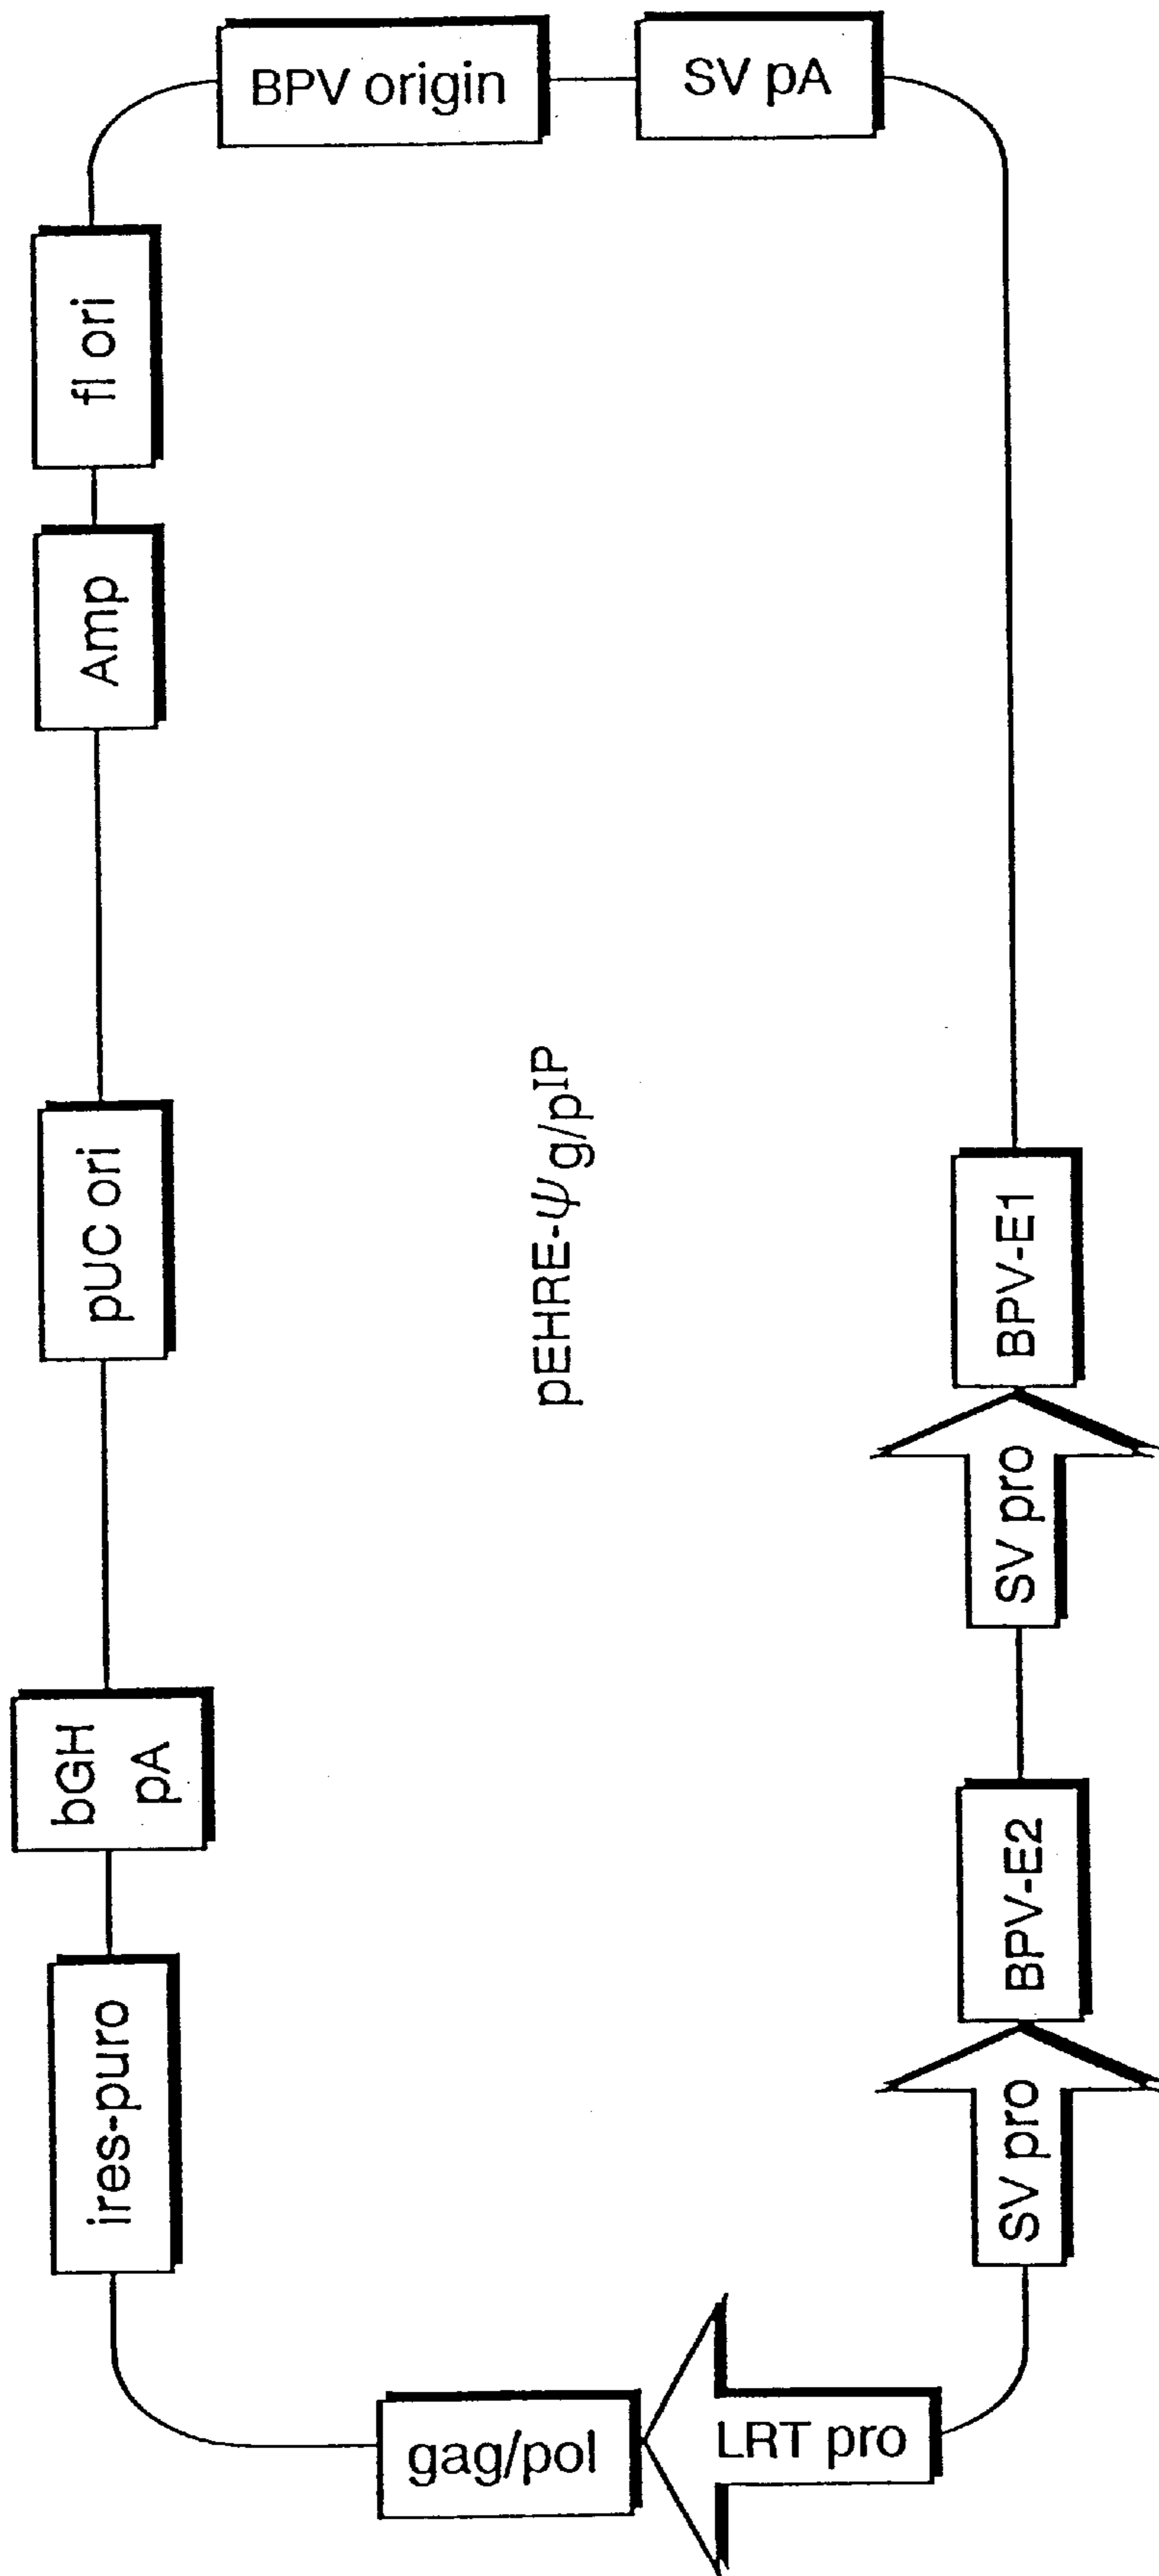 BPV origin
SV pA
fl ori
Amp
pUC ori
bGH
pA
ires-puro
gag/pol
LRT pro
SV pro
BPV-E2
SV pro
BPV-E1
pEHRE-ψg/pIP